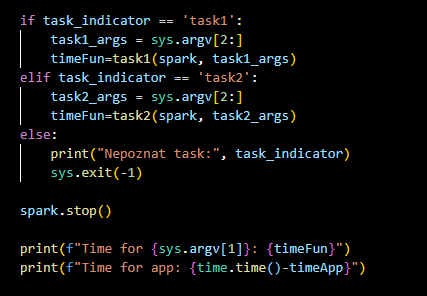 if task_indicator == 'task1':
    task1_args = sys.argv[2:]
    timeFun=task1(spark, task1_args)
elif task_indicator == 'task2':
    task2_args = sys.argv[2:]
    timeFun=task2(spark, task2_args)
else:
    print("Nepoznat task:", task_indicator)
    sys.exit(-1)

spark.stop()

print(f"Time for {sys.argv[1]}: {timeFun}")
print(f"Time for app: {time.time()-timeApp}")